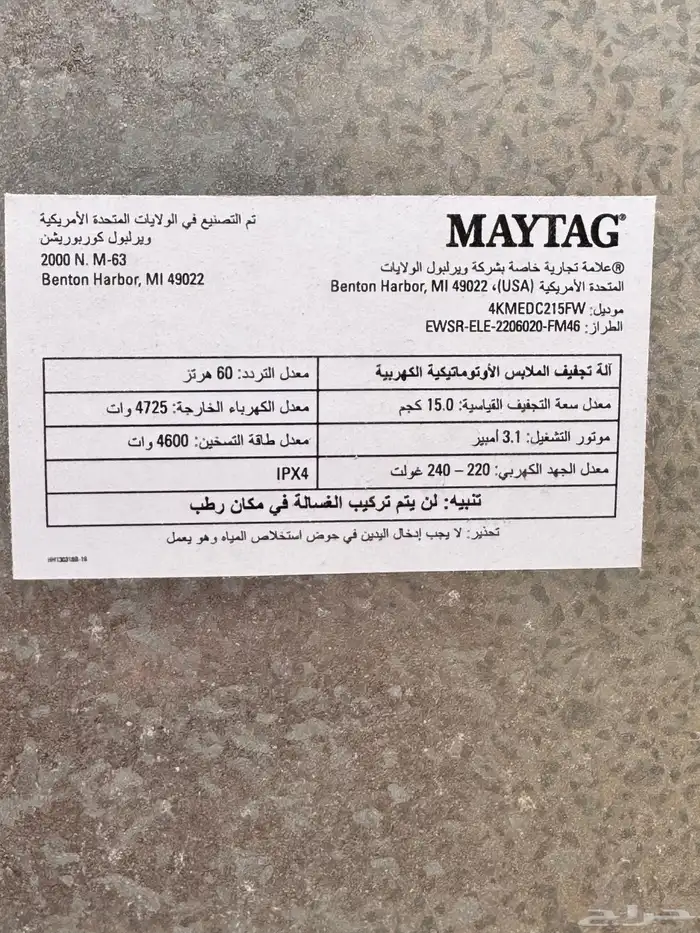 MAYTAG®
®علامة تجارية خاصة بشركة ويرلبول الولايات
المتحدة الأمريكية (USA)، Benton Harbor, MI 49022
موديل: 4KMEDC215FW
الطراز: EWSR-ELE-2206020-FM46
تم التصنيع في الولايات المتحدة الأمريكية
ويرلبول كوربوريشن
2000 N. M-63
Benton Harbor, MI 49022
آلة تجفيف الملابس الأوتوماتيكية الكهربية
معدل التردد: 60 هرتز
معدل سعة التجفيف القياسية: 15.0 كجم
معدل الكهرباء الخارجة: 4725 وات
موتور التشغيل: 3.1 أمبير
معدل طاقة التسخين: 4600 وات
معدل الجهد الكهربي: 220 – 240 غولت
IPX4
تنبيه: لن يتم تركيب الغسالة في مكان رطب
تحذير: لا يجب إدخال اليدين في حوض استخلاص المياه وهو يعمل
حراج